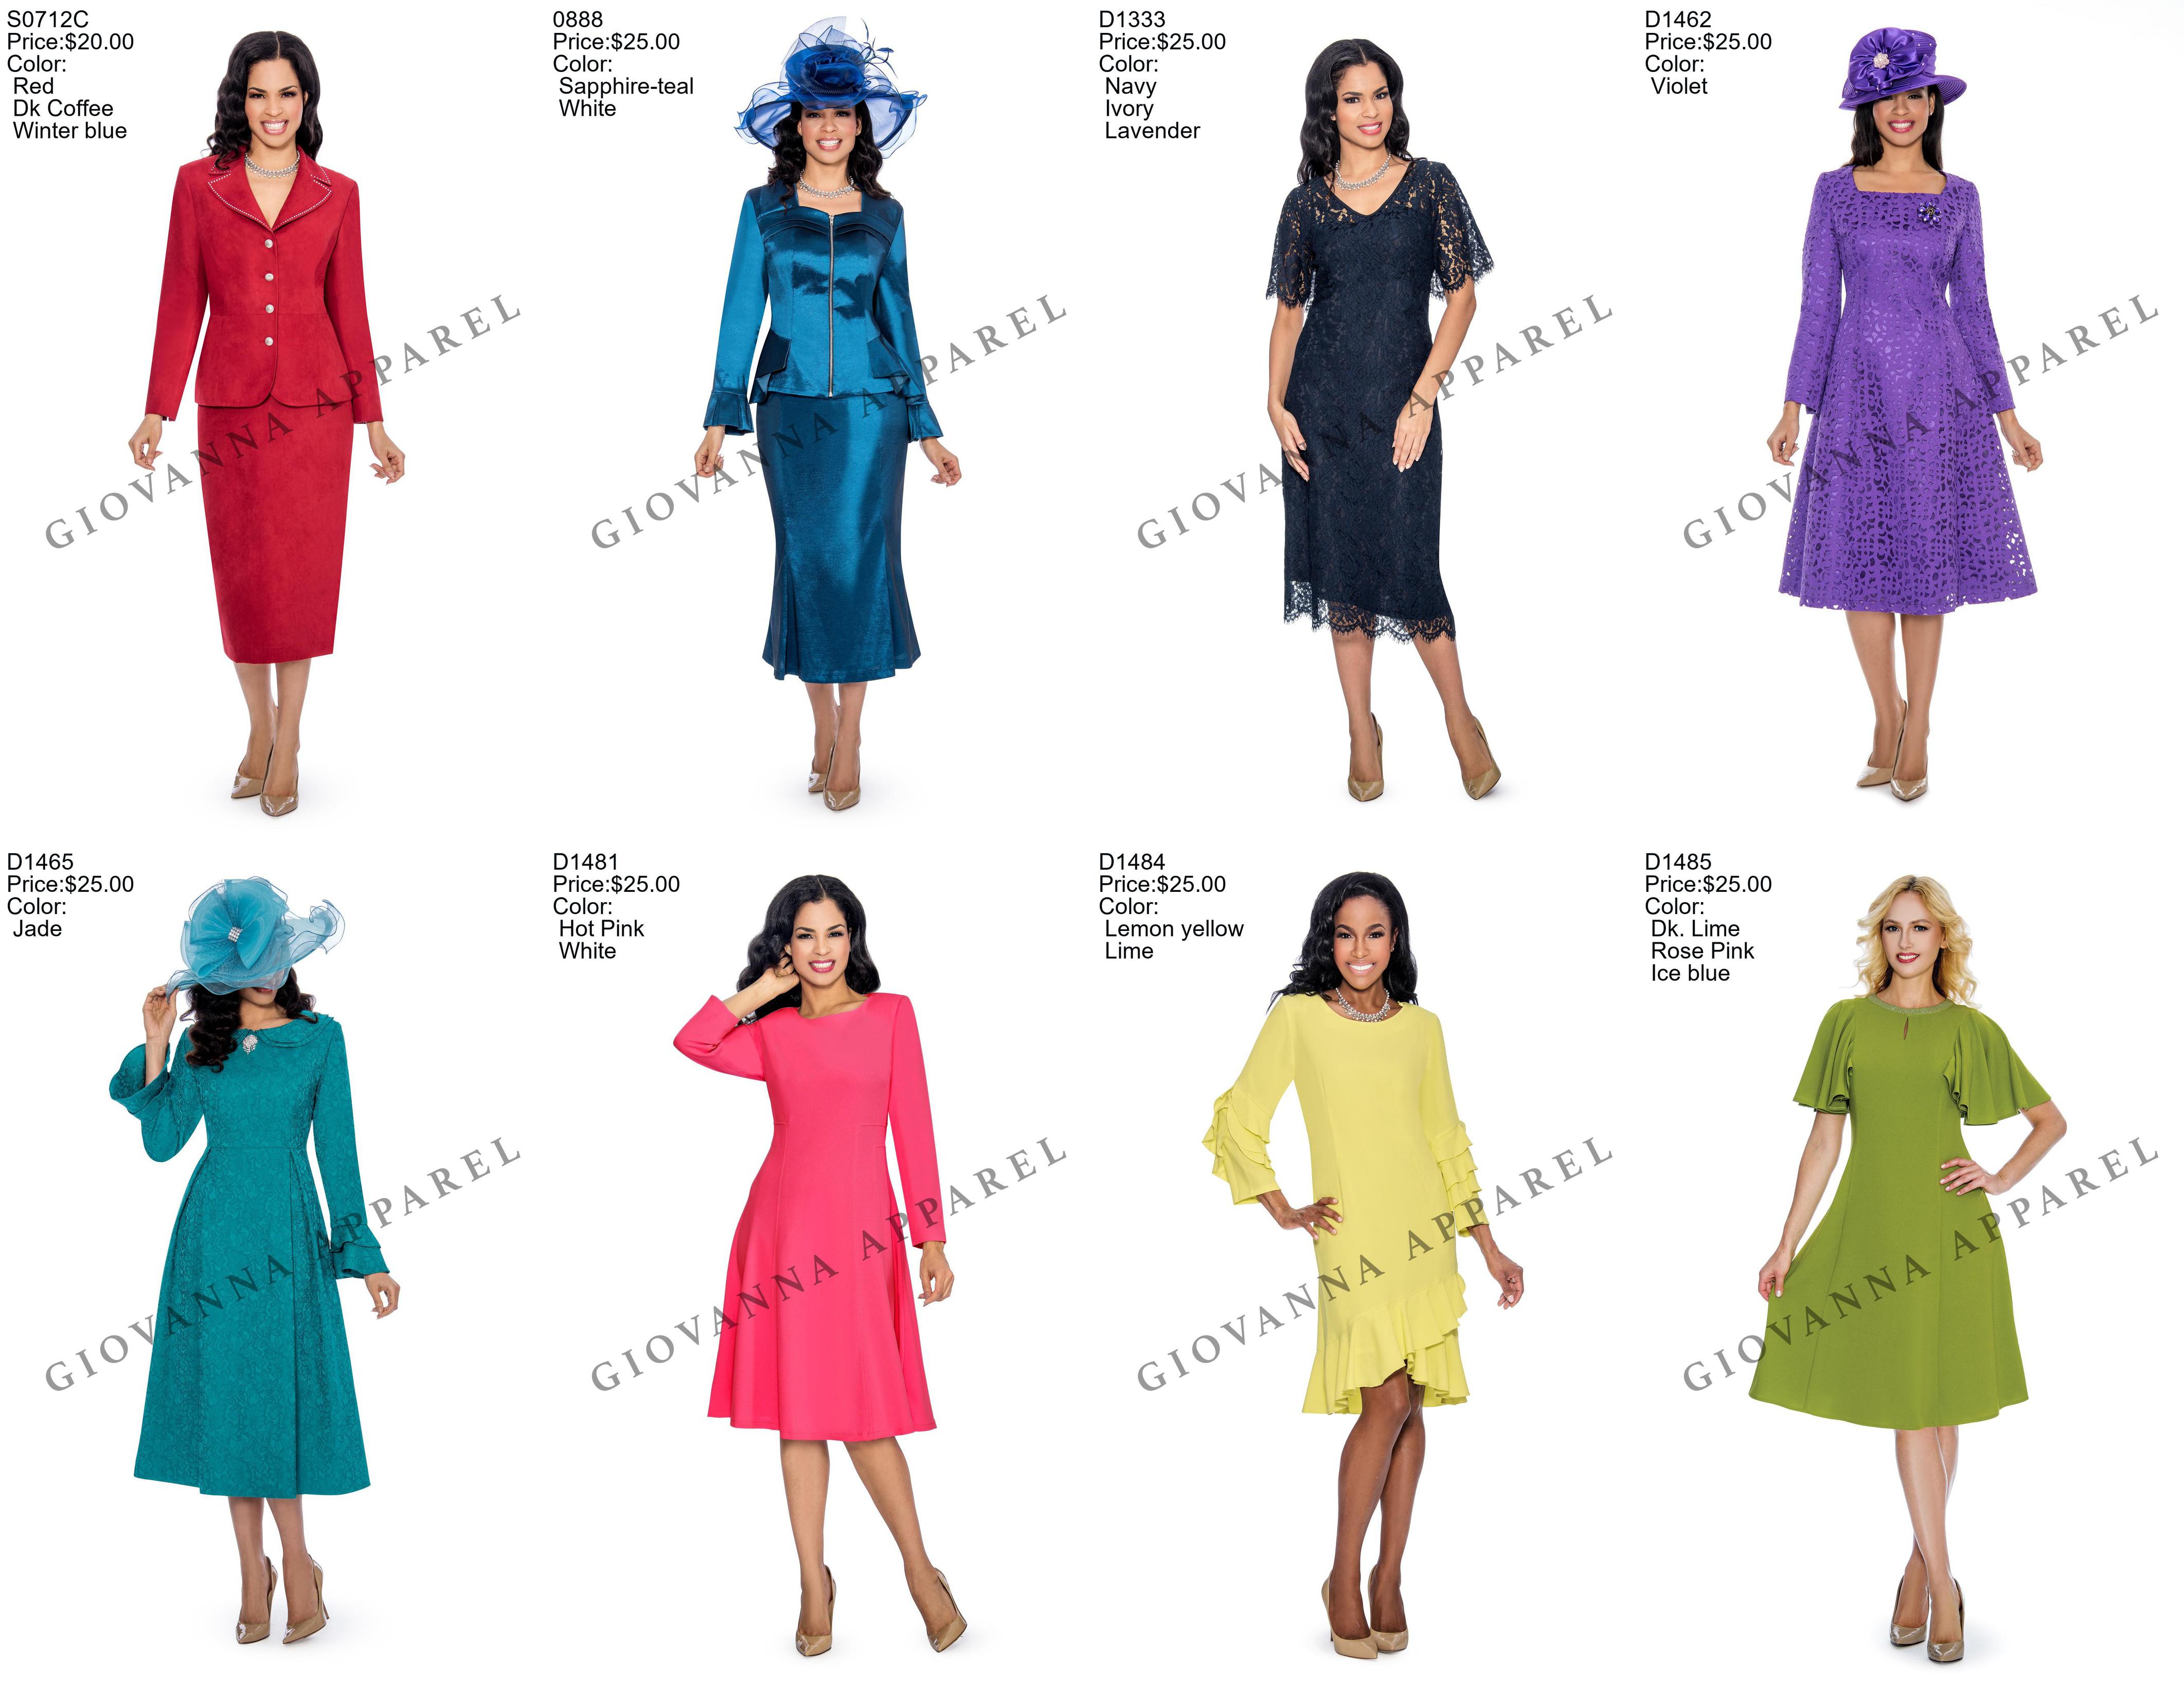 S0712C
Price:$20.00
Color:
Red
Dk Coffee
Winter blue
GIOVANNA APPAREL
0888
Price:$25.00
Color:
Sapphire-teal
White
GIOVANNA APPAREL
D1333
Price:$25.00
Color:
Navy
Ivory
Lavender
GIOVANNA APPAREL
D1462
Price:$25.00
Color:
Violet
GIOVANNA APPAREL
D1465
Price:$25.00
Color:
Jade
GIOVANNA APPAREL
D1481
Price:$25.00
Color:
Hot Pink
White
GIOVANNA APPAREL
D1484
Price:$25.00
Color:
Lemon yellow
Lime
GIOVANNA APPAREL
D1485
Price:$25.00
Color:
Dk. Lime
Rose Pink
Ice blue
GIOVANNA APPAREL